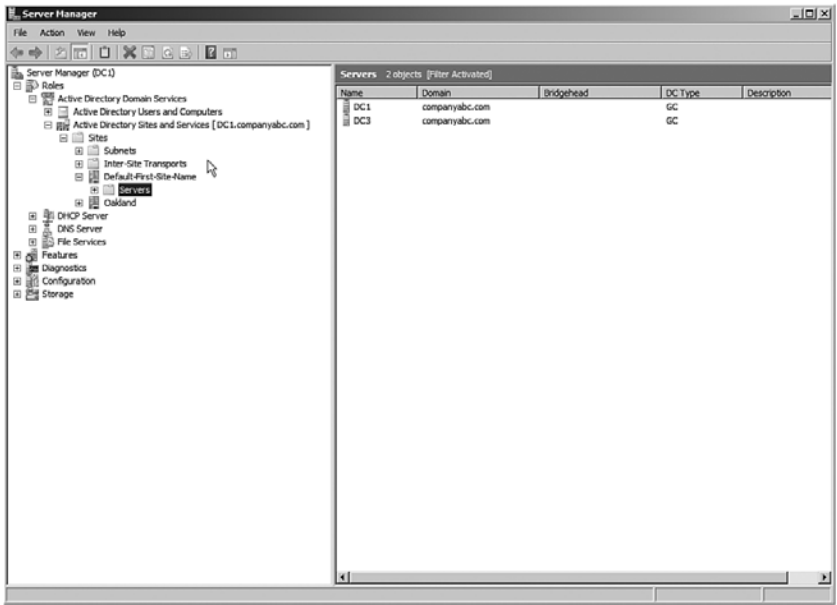 Server Manager
File Action View Help
Server Manager (DC1)
Roles
Active Directory Domain Services
Active Directory Users and Computers
Active Directory Sites and Services [ DC1.companyabc.com ]
Sites
Subnets
Inter-Site Transports
Default-First-Site-Name
Servers
Oakland
DHCP Server
DNS Server
File Services
Features
Diagnostics
Configuration
Storage
Servers 2 objects [Filter Activated]
Name Domain Bridgehead DC Type Description
DC1 companyabc.com GC
DC3 companyabc.com GC